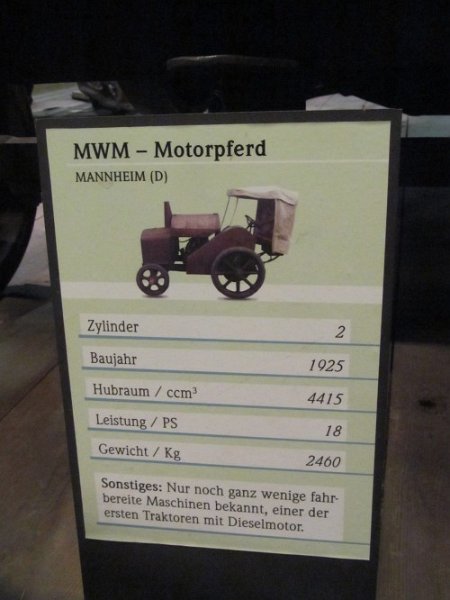 MWM – Motorpferd
MANNHEIM (D)
Zylinder 2
Baujahr 1925
Hubraum / ccm³ 4415
Leistung / PS 18
Gewicht / Kg 2460
Sonstiges: Nur noch ganz wenige fahr-
bereite Maschinen bekannt, einer der
ersten Traktoren mit Dieselmotor.